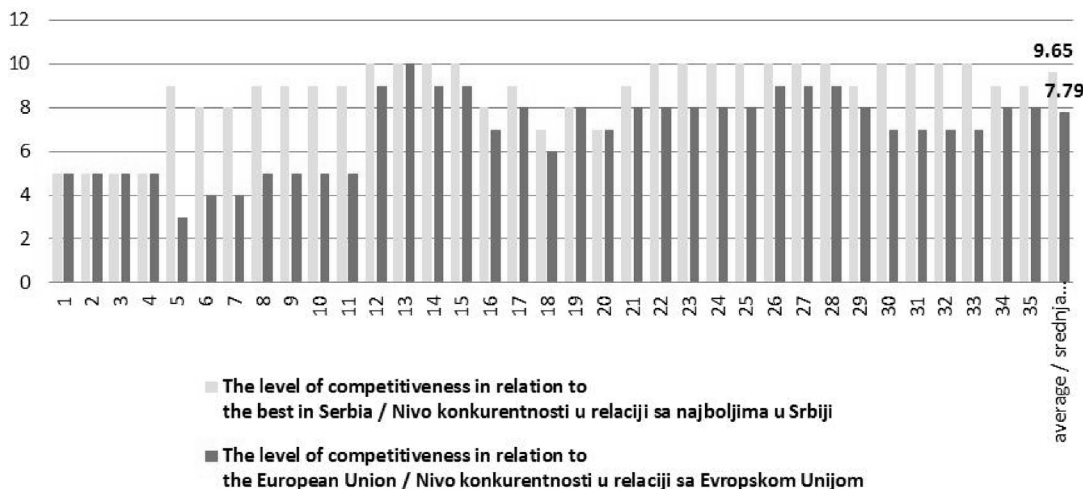 12
10
8
6
4
2
0
9.65
7.79
1 2 3 4 5 6 7 8 9 10 11 12 13 14 15 16 17 18 19 20 21 22 23 24 25 26 27 28 29 30 31 32 33 34 35 average / srednja...
The level of competitiveness in relation to
the best in Serbia / Nivo konkurentnosti u relaciji sa najboljima u Srbiji
The level of competitiveness in relation to
the European Union / Nivo konkurentnosti u relaciji sa Evropskom Unijom